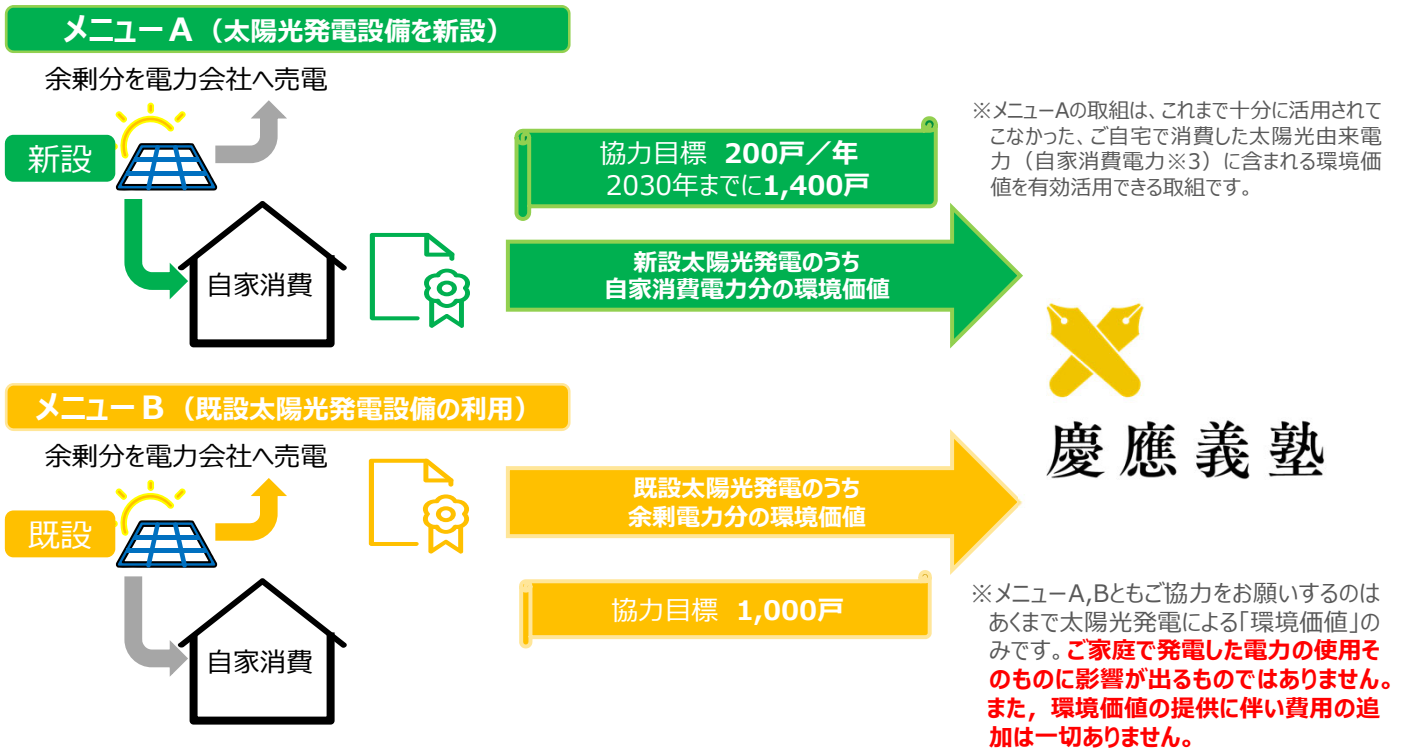 メニューA（太陽光発電設備を新設）
余剰分を電力会社へ売電
新設
自家消費
協力目標 200戸／年
2030年までに1,400戸
新設太陽光発電のうち
自家消費電力分の環境価値
※メニューAの取組は、これまで十分に活用されて
こなかった、ご自宅で消費した太陽光由来電
力（自家消費電力※3）に含まれる環境価
値を有効活用できる取組です。
慶應義塾
メニューB（既設太陽光発電設備の利用）
余剰分を電力会社へ売電
既設
自家消費
既設太陽光発電のうち
余剰電力分の環境価値
協力目標 1,000戸
※メニューA,Bともご協力をお願いするのは
あくまで太陽光発電による「環境価値」の
みです。ご家庭で発電した電力の使用そ
のものに影響が出るものではありません。
また，環境価値の提供に伴い費用の追
加は一切ありません。